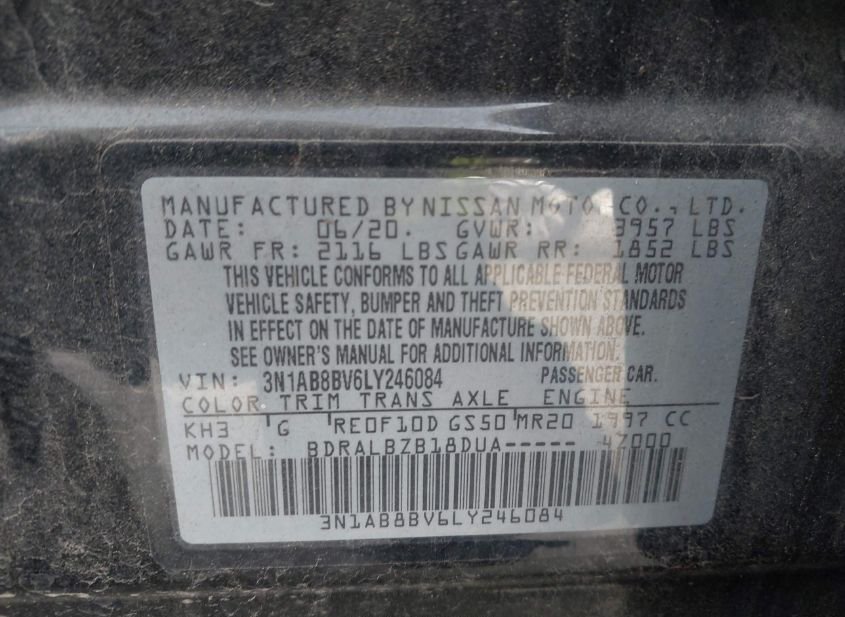 MANUFACTURED BY NISSAN MOTOR CO., LTD.
DATE: 06/20. GVWR: 3957 LBS
GAWR FR: 2116 LBS GAWR RR: 1852 LBS
THIS VEHICLE CONFORMS TO ALL APPLICABLE FEDERAL MOTOR
VEHICLE SAFETY, BUMPER AND THEFT PREVENTION STANDARDS
IN EFFECT ON THE DATE OF MANUFACTURE SHOWN ABOVE.
SEE OWNER'S MANUAL FOR ADDITIONAL INFORMATION.
VIN: 3N1AB8BV6LY246084 PASSENGER CAR.
COLOR TRIM TRANS AXLE ENGINE
KH3 G RE0F10D GS50 MR20 1997 CC
MODEL: BDRALBZB18DUA----- 47000
3N1AB8BV6LY246084